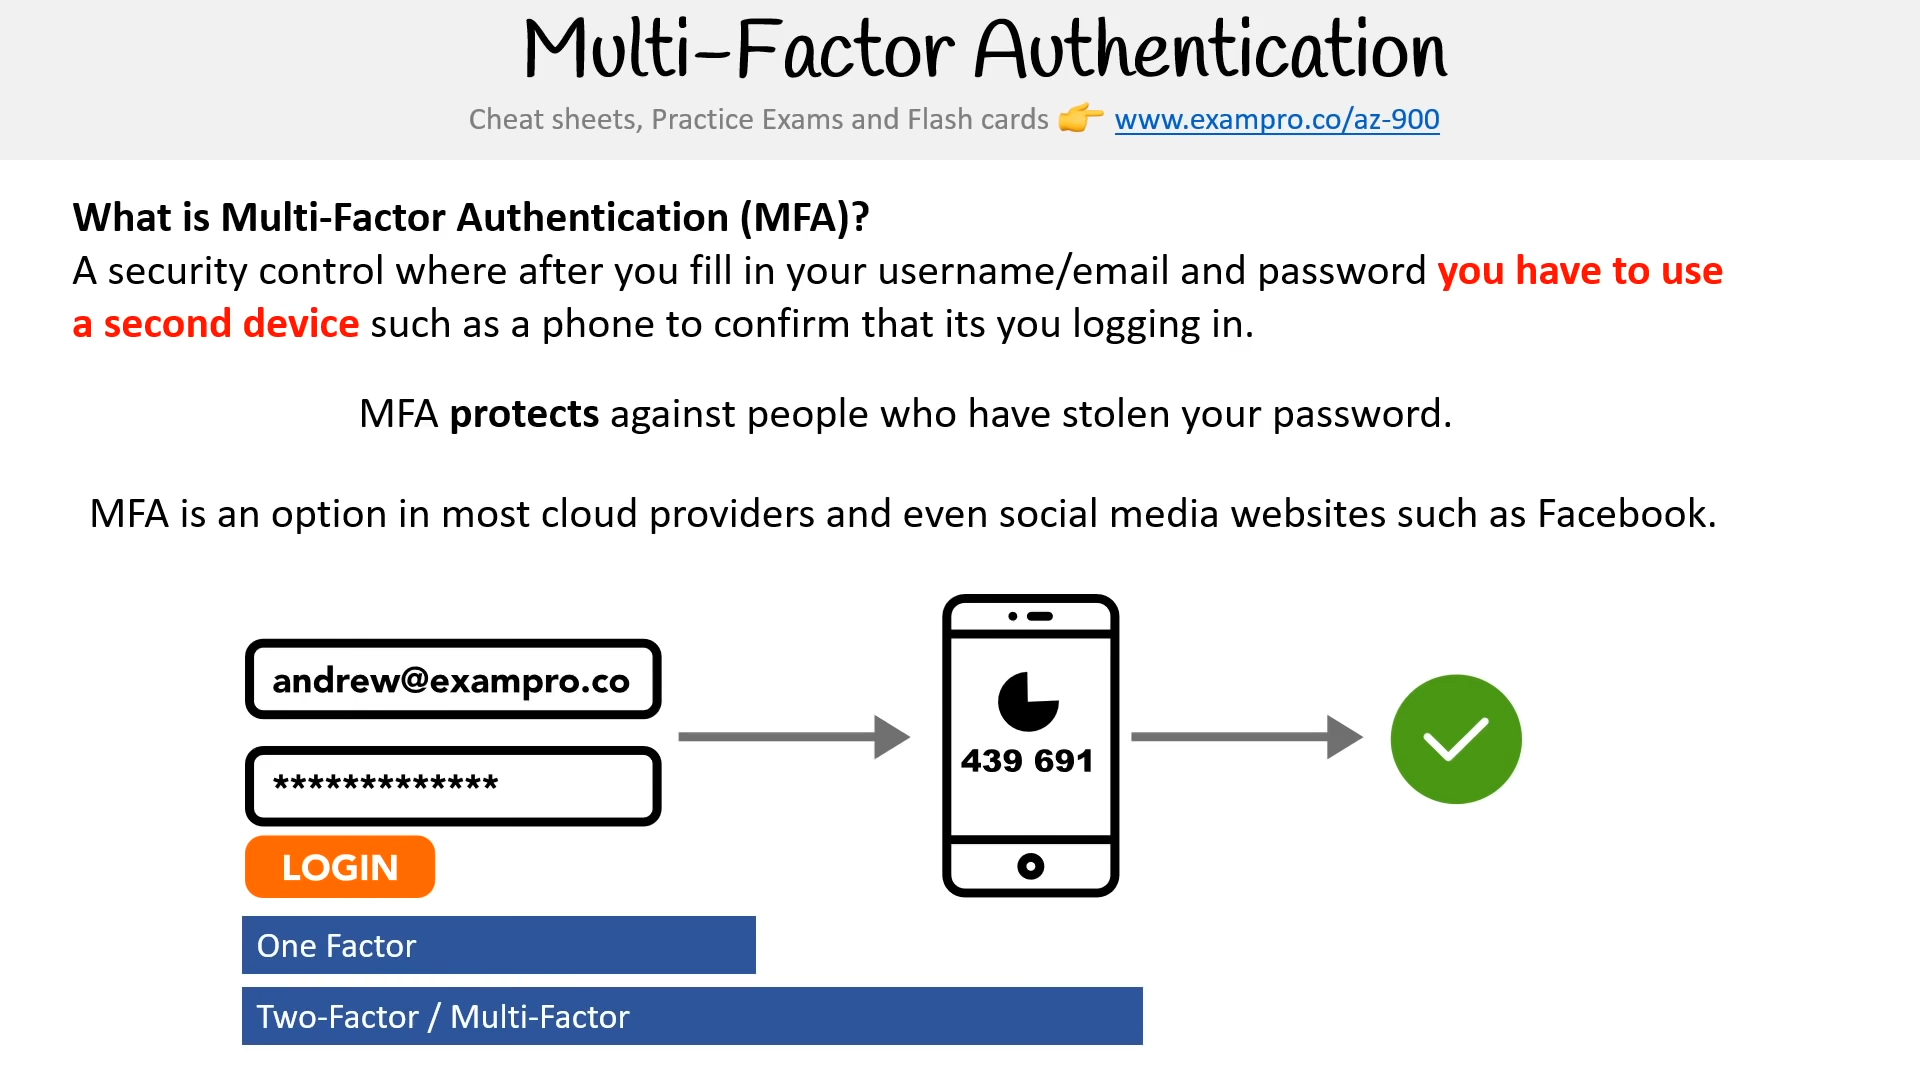 Multi-Factor Authentication
Cheat sheets, Practice Exams and Flash cards 👉 www.exampro.co/az-900
What is Multi-Factor Authentication (MFA)?
A security control where after you fill in your username/email and password you have to use
a second device such as a phone to confirm that its you logging in.
MFA protects against people who have stolen your password.
MFA is an option in most cloud providers and even social media websites such as Facebook.
andrew@exampro.co
*************
439 691
LOGIN
One Factor
Two-Factor / Multi-Factor